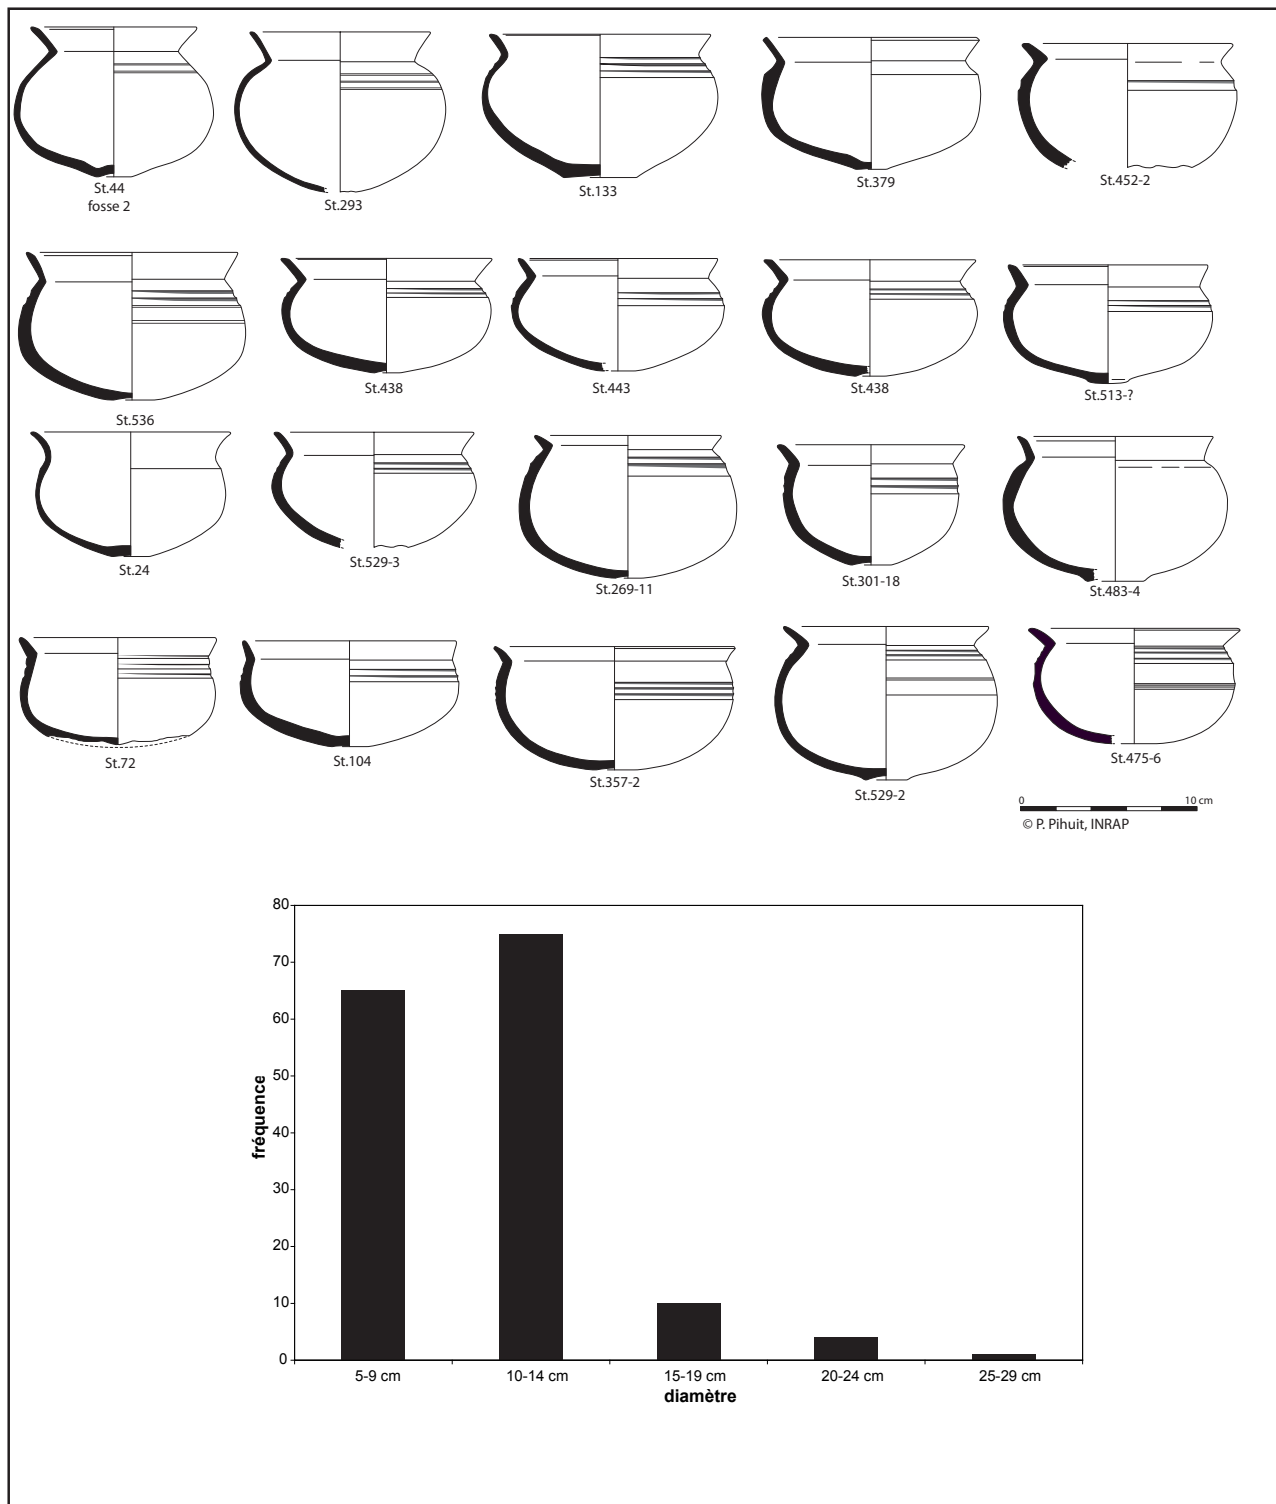 St.44
fosse 2
St.293
St.133
St.379
St.452-2
St.536
St.438
St.443
St.438
St.513-?
St.24
St.529-3
St.269-11
St.301-18
St.483-4
St.72
St.104
St.357-2
St.529-2
St.475-6
0 10 cm
© P. Pihuit, INRAP
80
70
60
50
40
30
20
10
0
fréquence
5-9 cm 10-14 cm 15-19 cm 20-24 cm 25-29 cm
diamètre